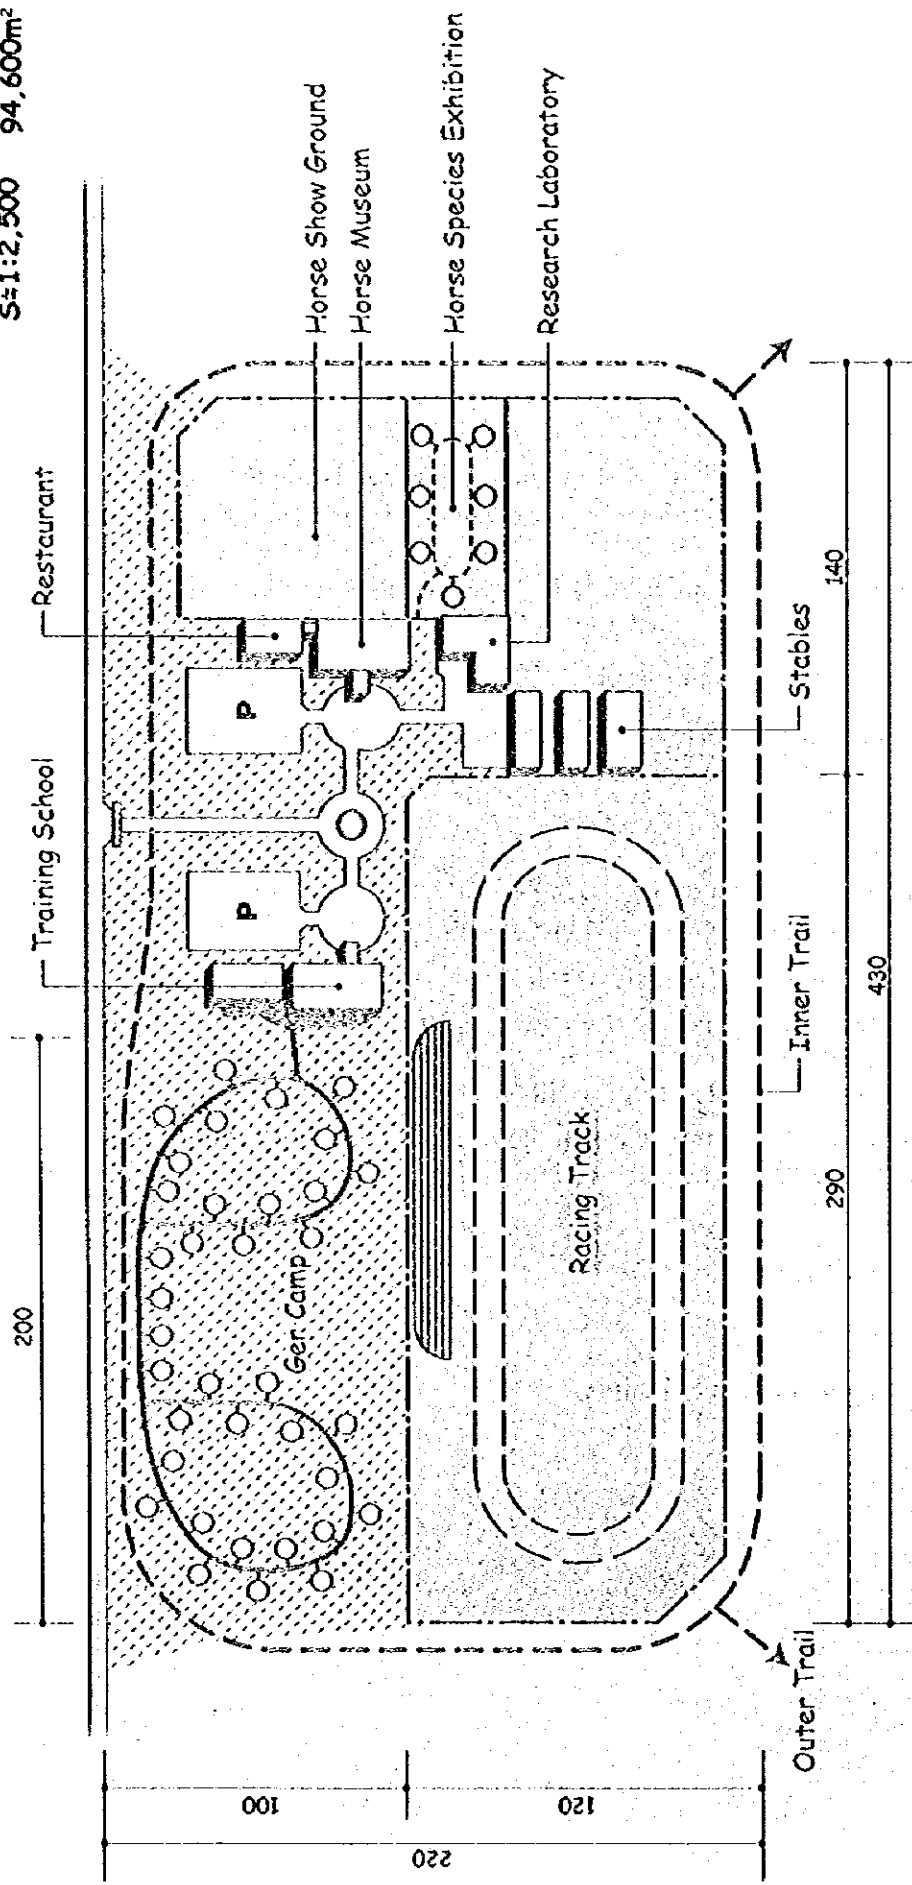 S=1:2,500 94,600m²
Restaurant
Training School
200
Horse Show Ground
Horse Museum
Horse Species Exhibition
Research Laboratory
P
P
Ger Camp
Racing Track
Stables
Inner Trail
Outer Trail
140
290
430
100
120
220